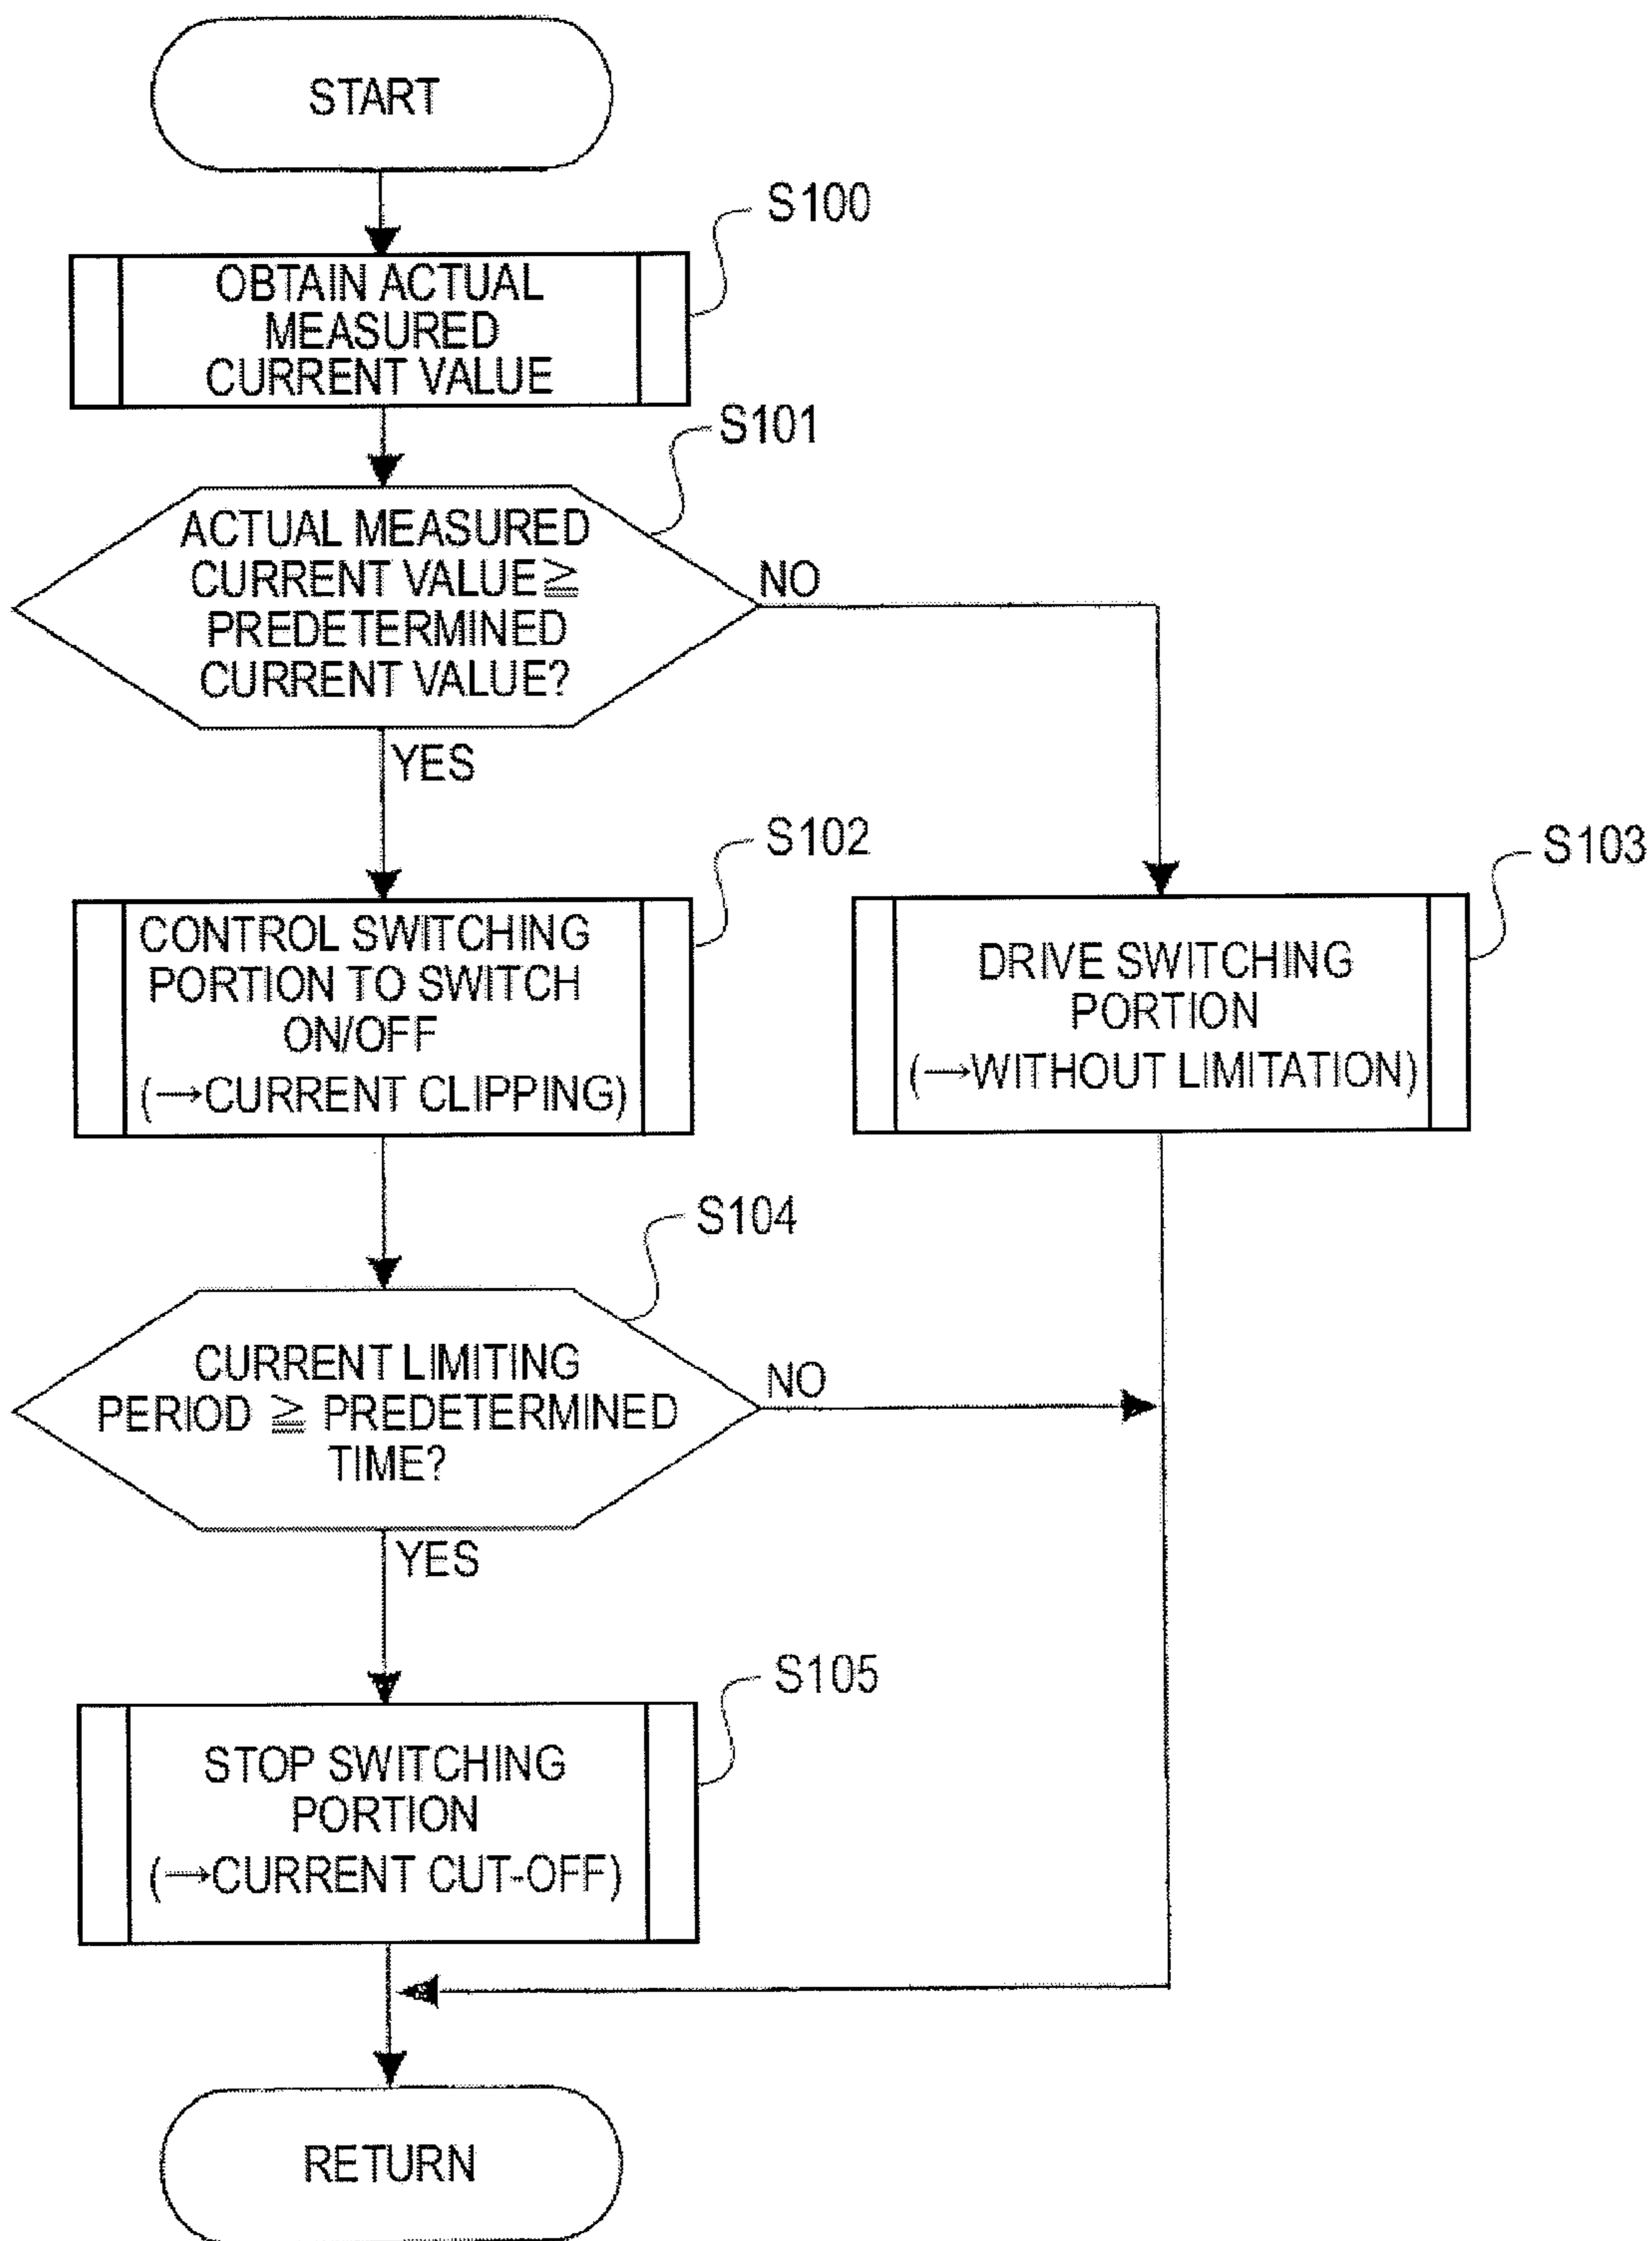 START
S100
OBTAIN ACTUAL
MEASURED
CURRENT VALUE
S101
ACTUAL MEASURED
CURRENT VALUE≧
PREDETERMINED
CURRENT VALUE?
NO
YES
S102
CONTROL SWITCHING
PORTION TO SWITCH
ON/OFF
(→CURRENT CLIPPING)
S103
DRIVE SWITCHING
PORTION
(→WITHOUT LIMITATION)
S104
CURRENT LIMITING
PERIOD ≧ PREDETERMINED
TIME?
NO
YES
S105
STOP SWITCHING
PORTION
(→CURRENT CUT-OFF)
RETURN